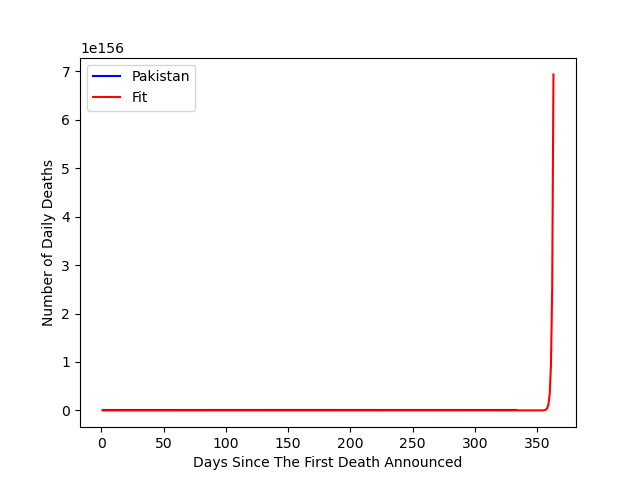 1e156
7
6
5
4
3
2
1
0
Number of Daily Deaths
Pakistan
Fit
0 50 100 150 200 250 300 350
Days Since The First Death Announced